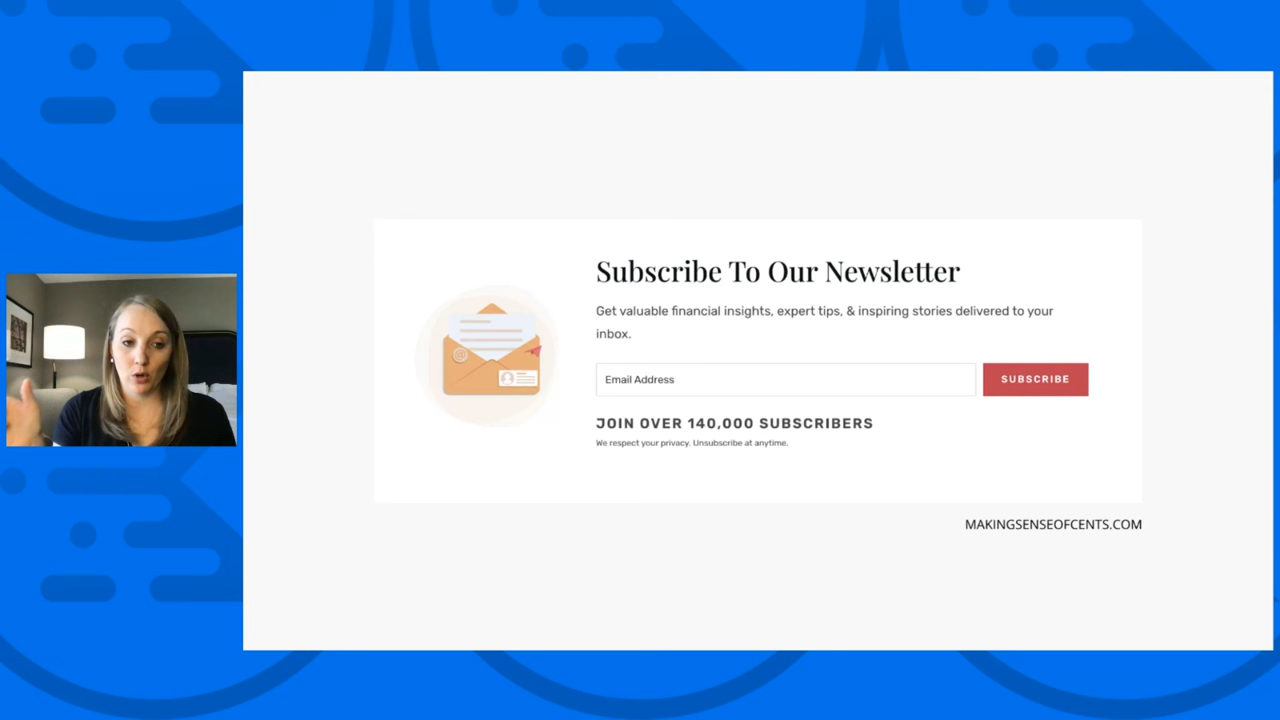 Subscribe To Our Newsletter
Get valuable financial insights, expert tips, & inspiring stories delivered to your
inbox.
Email Address
SUBSCRIBE
JOIN OVER 140,000 SUBSCRIBERS
We respect your privacy. Unsubscribe at anytime.
MAKINGSENSEOFCENTS.COM